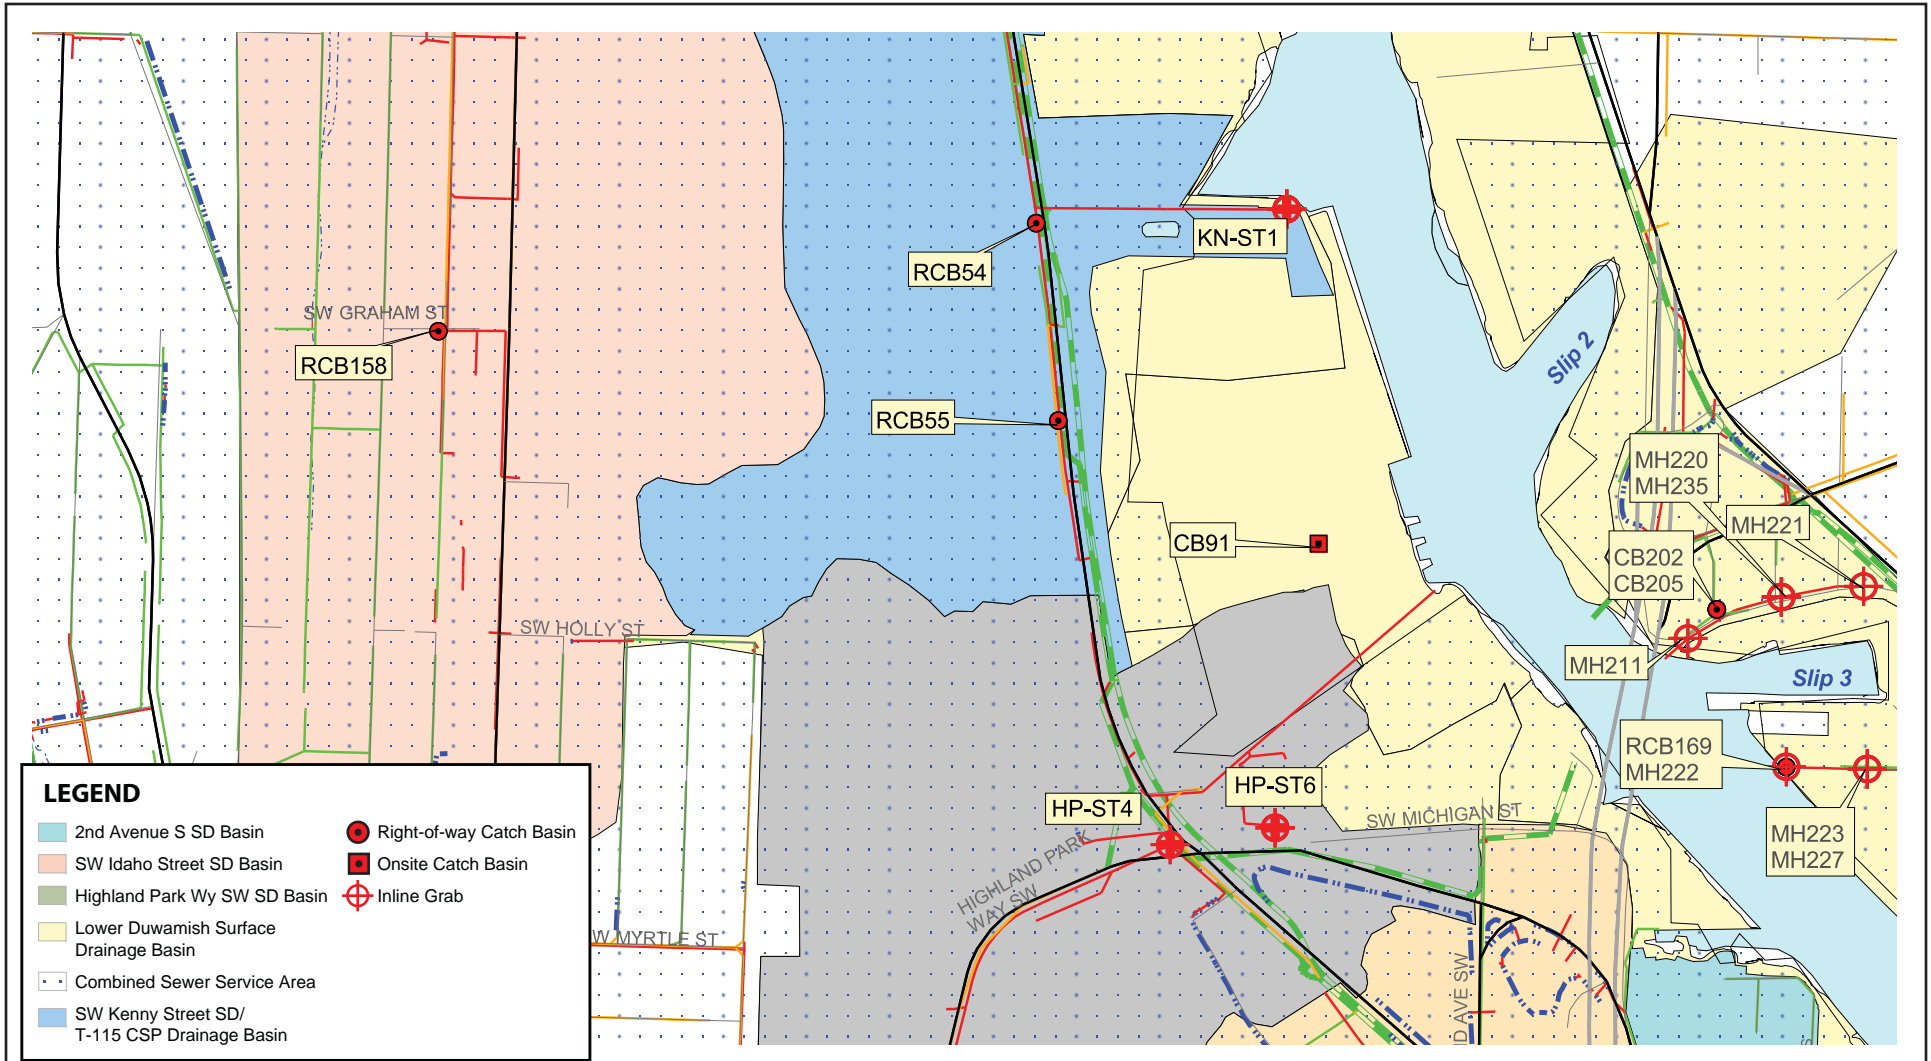 KN-ST1
RCB54
SW GRAHAM ST
RCB158
Slip 2
RCB55
MH220
MH235
MH221
CB91
CB202
CB205
SW HOLLY ST
MH211
Slip 3
RCB169
MH222
HP-ST6
HP-ST4
SW MICHIGAN ST
MH223
MH227
HIGHLAND PARK
WAY SW
W MYRTLE ST
ND AVE SW
S
LEGEND
2nd Avenue S SD Basin
SW Idaho Street SD Basin
Highland Park Wy SW SD Basin
Lower Duwamish Surface
Drainage Basin
Combined Sewer Service Area
SW Kenny Street SD/
T-115 CSP Drainage Basin
Right-of-way Catch Basin
Onsite Catch Basin
Inline Grab